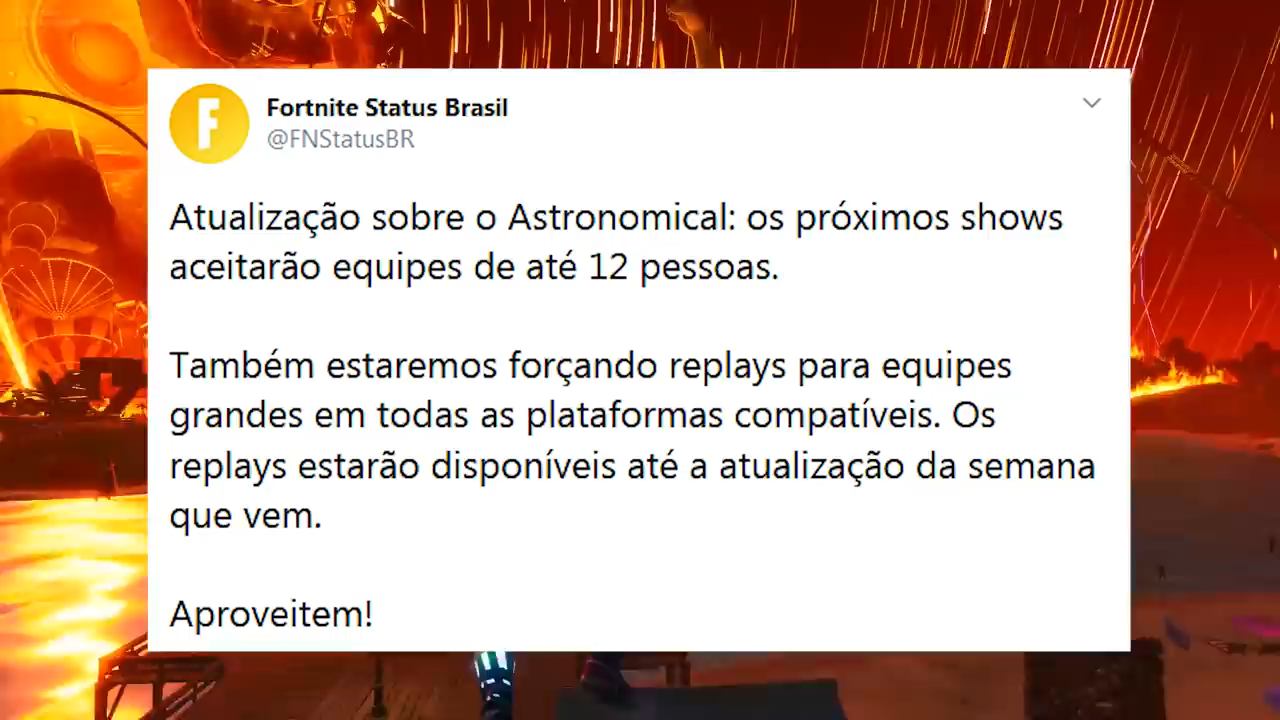 F
Fortnite Status Brasil
@FNStatusBR
Atualização sobre o Astronomical: os próximos shows
aceitarão equipes de até 12 pessoas.
Também estaremos forçando replays para equipes
grandes em todas as plataformas compatíveis. Os
replays estarão disponíveis até a atualização da semana
que vem.
Aproveitem!